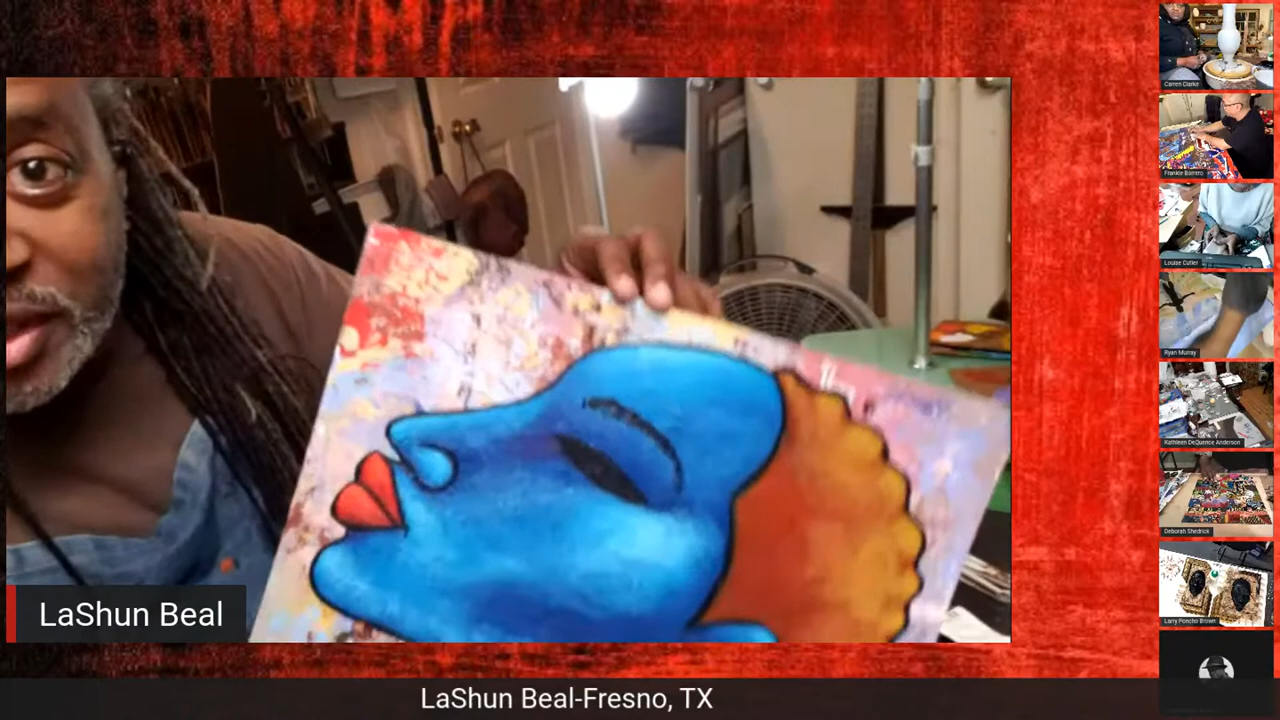 LaShun Beal
LaShun Beal-Fresno, TX
Carren Clarke
Frankie Borrero
Louise Cutler
Ryan Murray
Kathleen DeQuence Anderson
Deborah Shedrick
Larry Poncho Brown